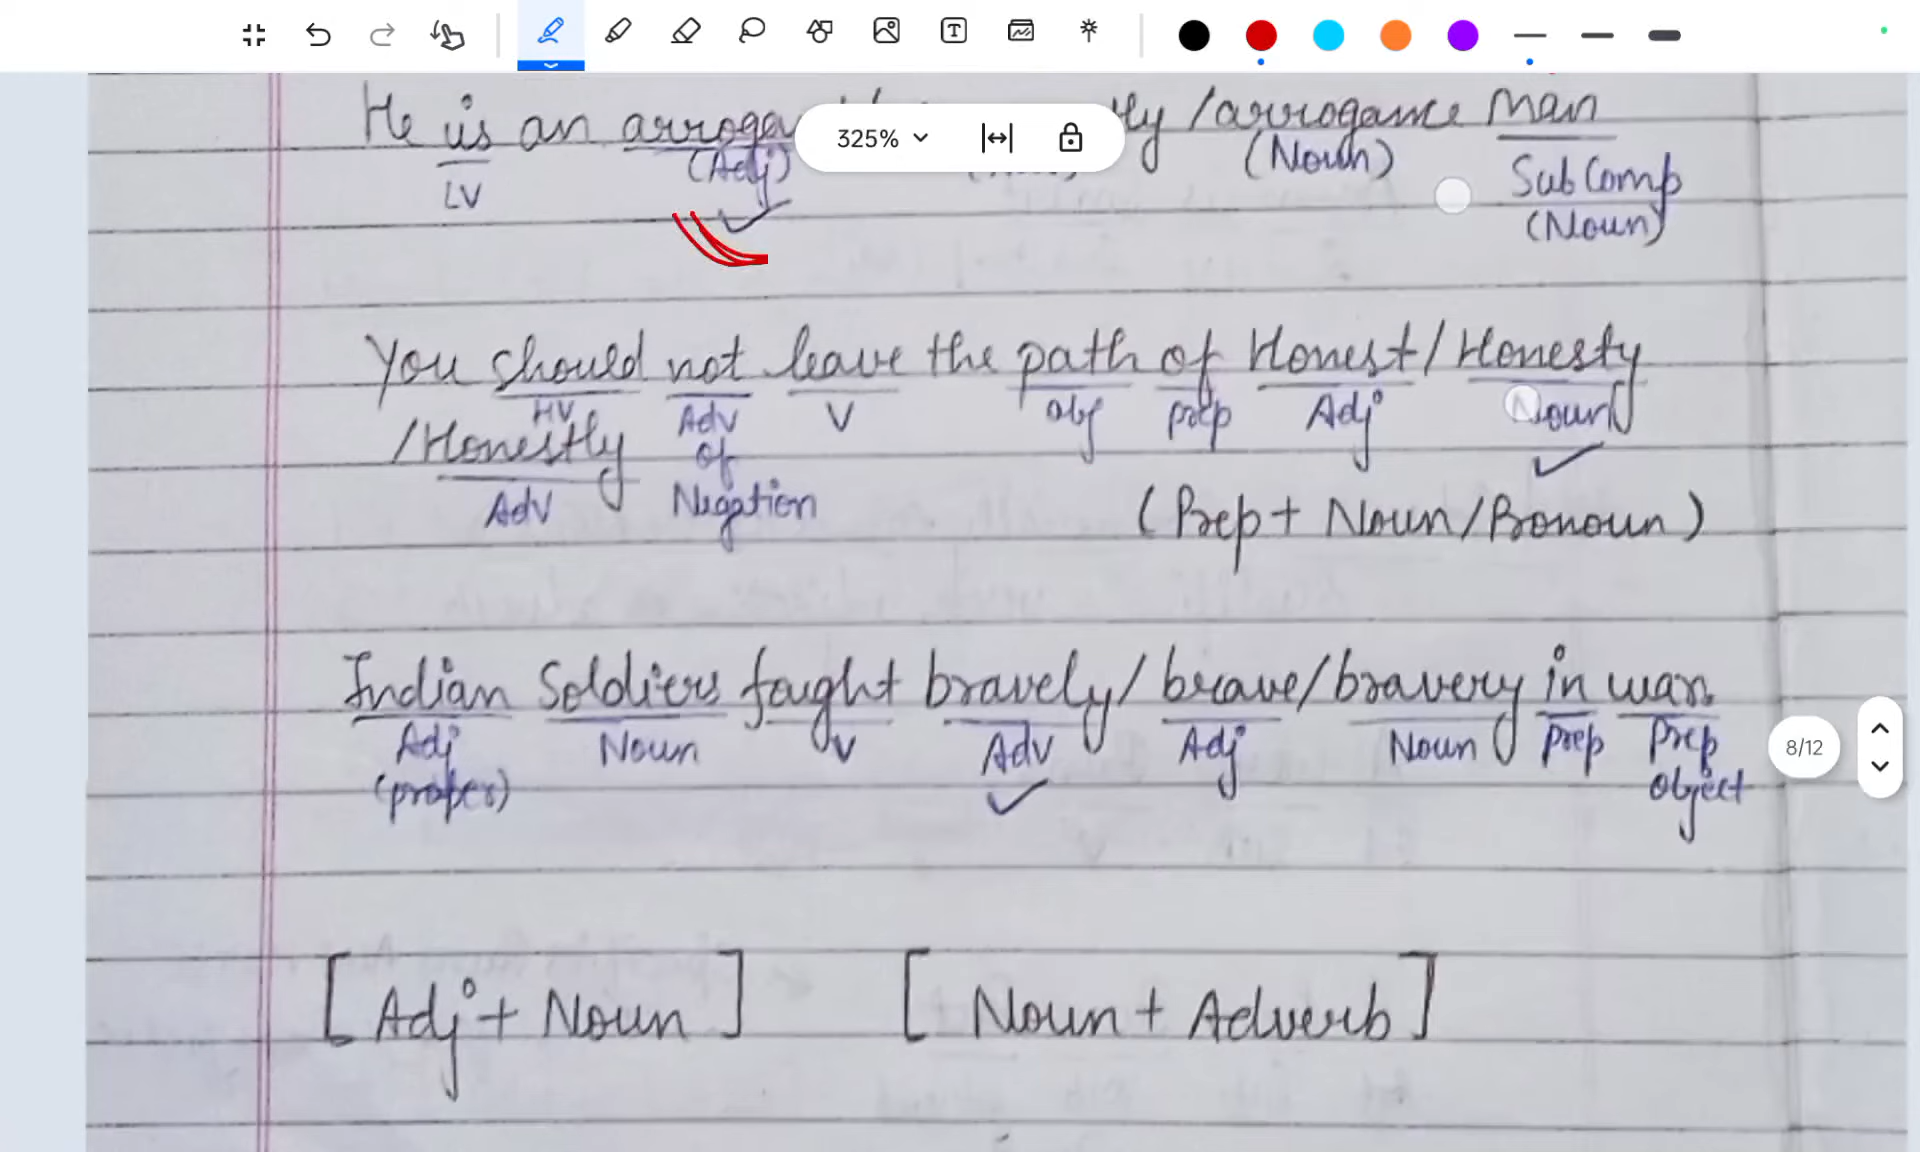 He is an arroga ly /arrogance man
LV (Adj) (Noun) Sub Comp
(Noun)
325%
You should not leave the path of Honest/Honesty
HV Adv V obj prep Adj Noun
/Honestly of
Adv Negation (Prep + Noun/Pronoun)
Indian Soldiers fought bravely/ brave/bravery in war.
Adj Noun V Adv Adj Noun prep prep
(proper) object
8/12
[Adj + Noun] [Noun + Adverb]